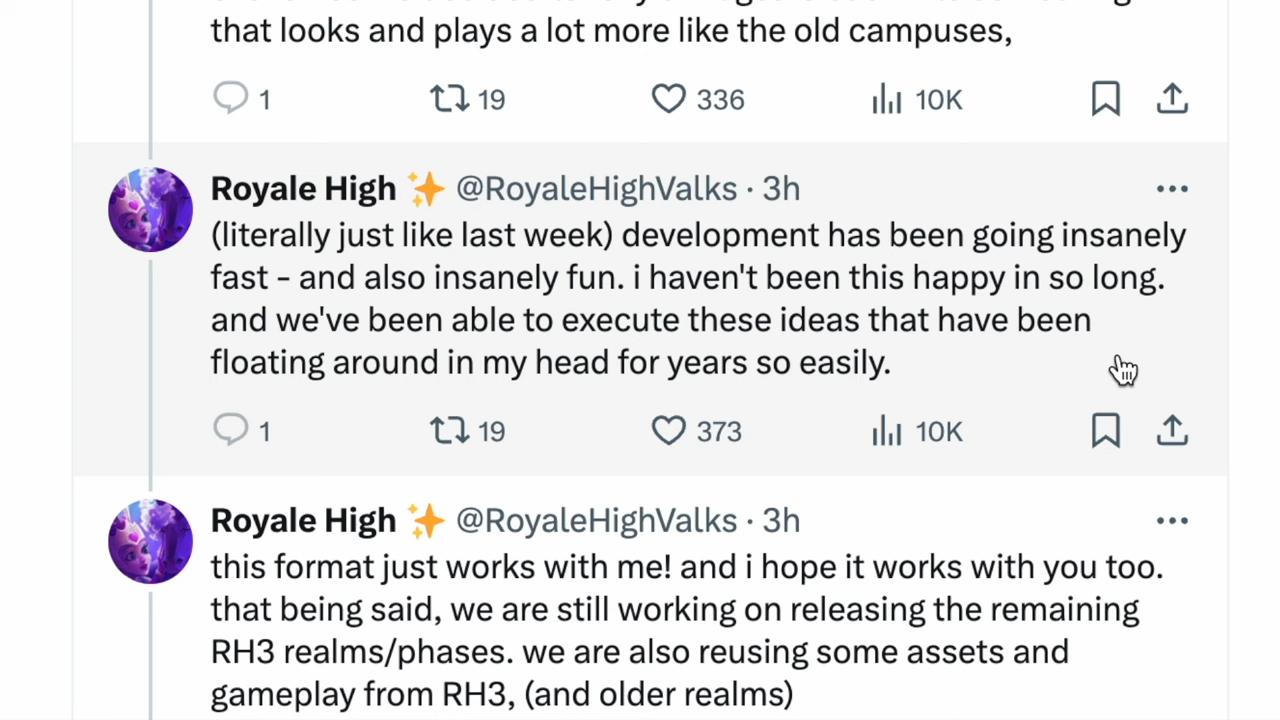 that looks and plays a lot more like the old campuses,
1 19 336 10K
Royale High ✨ @RoyaleHighValks · 3h
(literally just like last week) development has been going insanely
fast - and also insanely fun. i haven't been this happy in so long.
and we've been able to execute these ideas that have been
floating around in my head for years so easily.
1 19 373 10K
Royale High ✨ @RoyaleHighValks · 3h
this format just works with me! and i hope it works with you too.
that being said, we are still working on releasing the remaining
RH3 realms/phases. we are also reusing some assets and
gameplay from RH3, (and older realms)